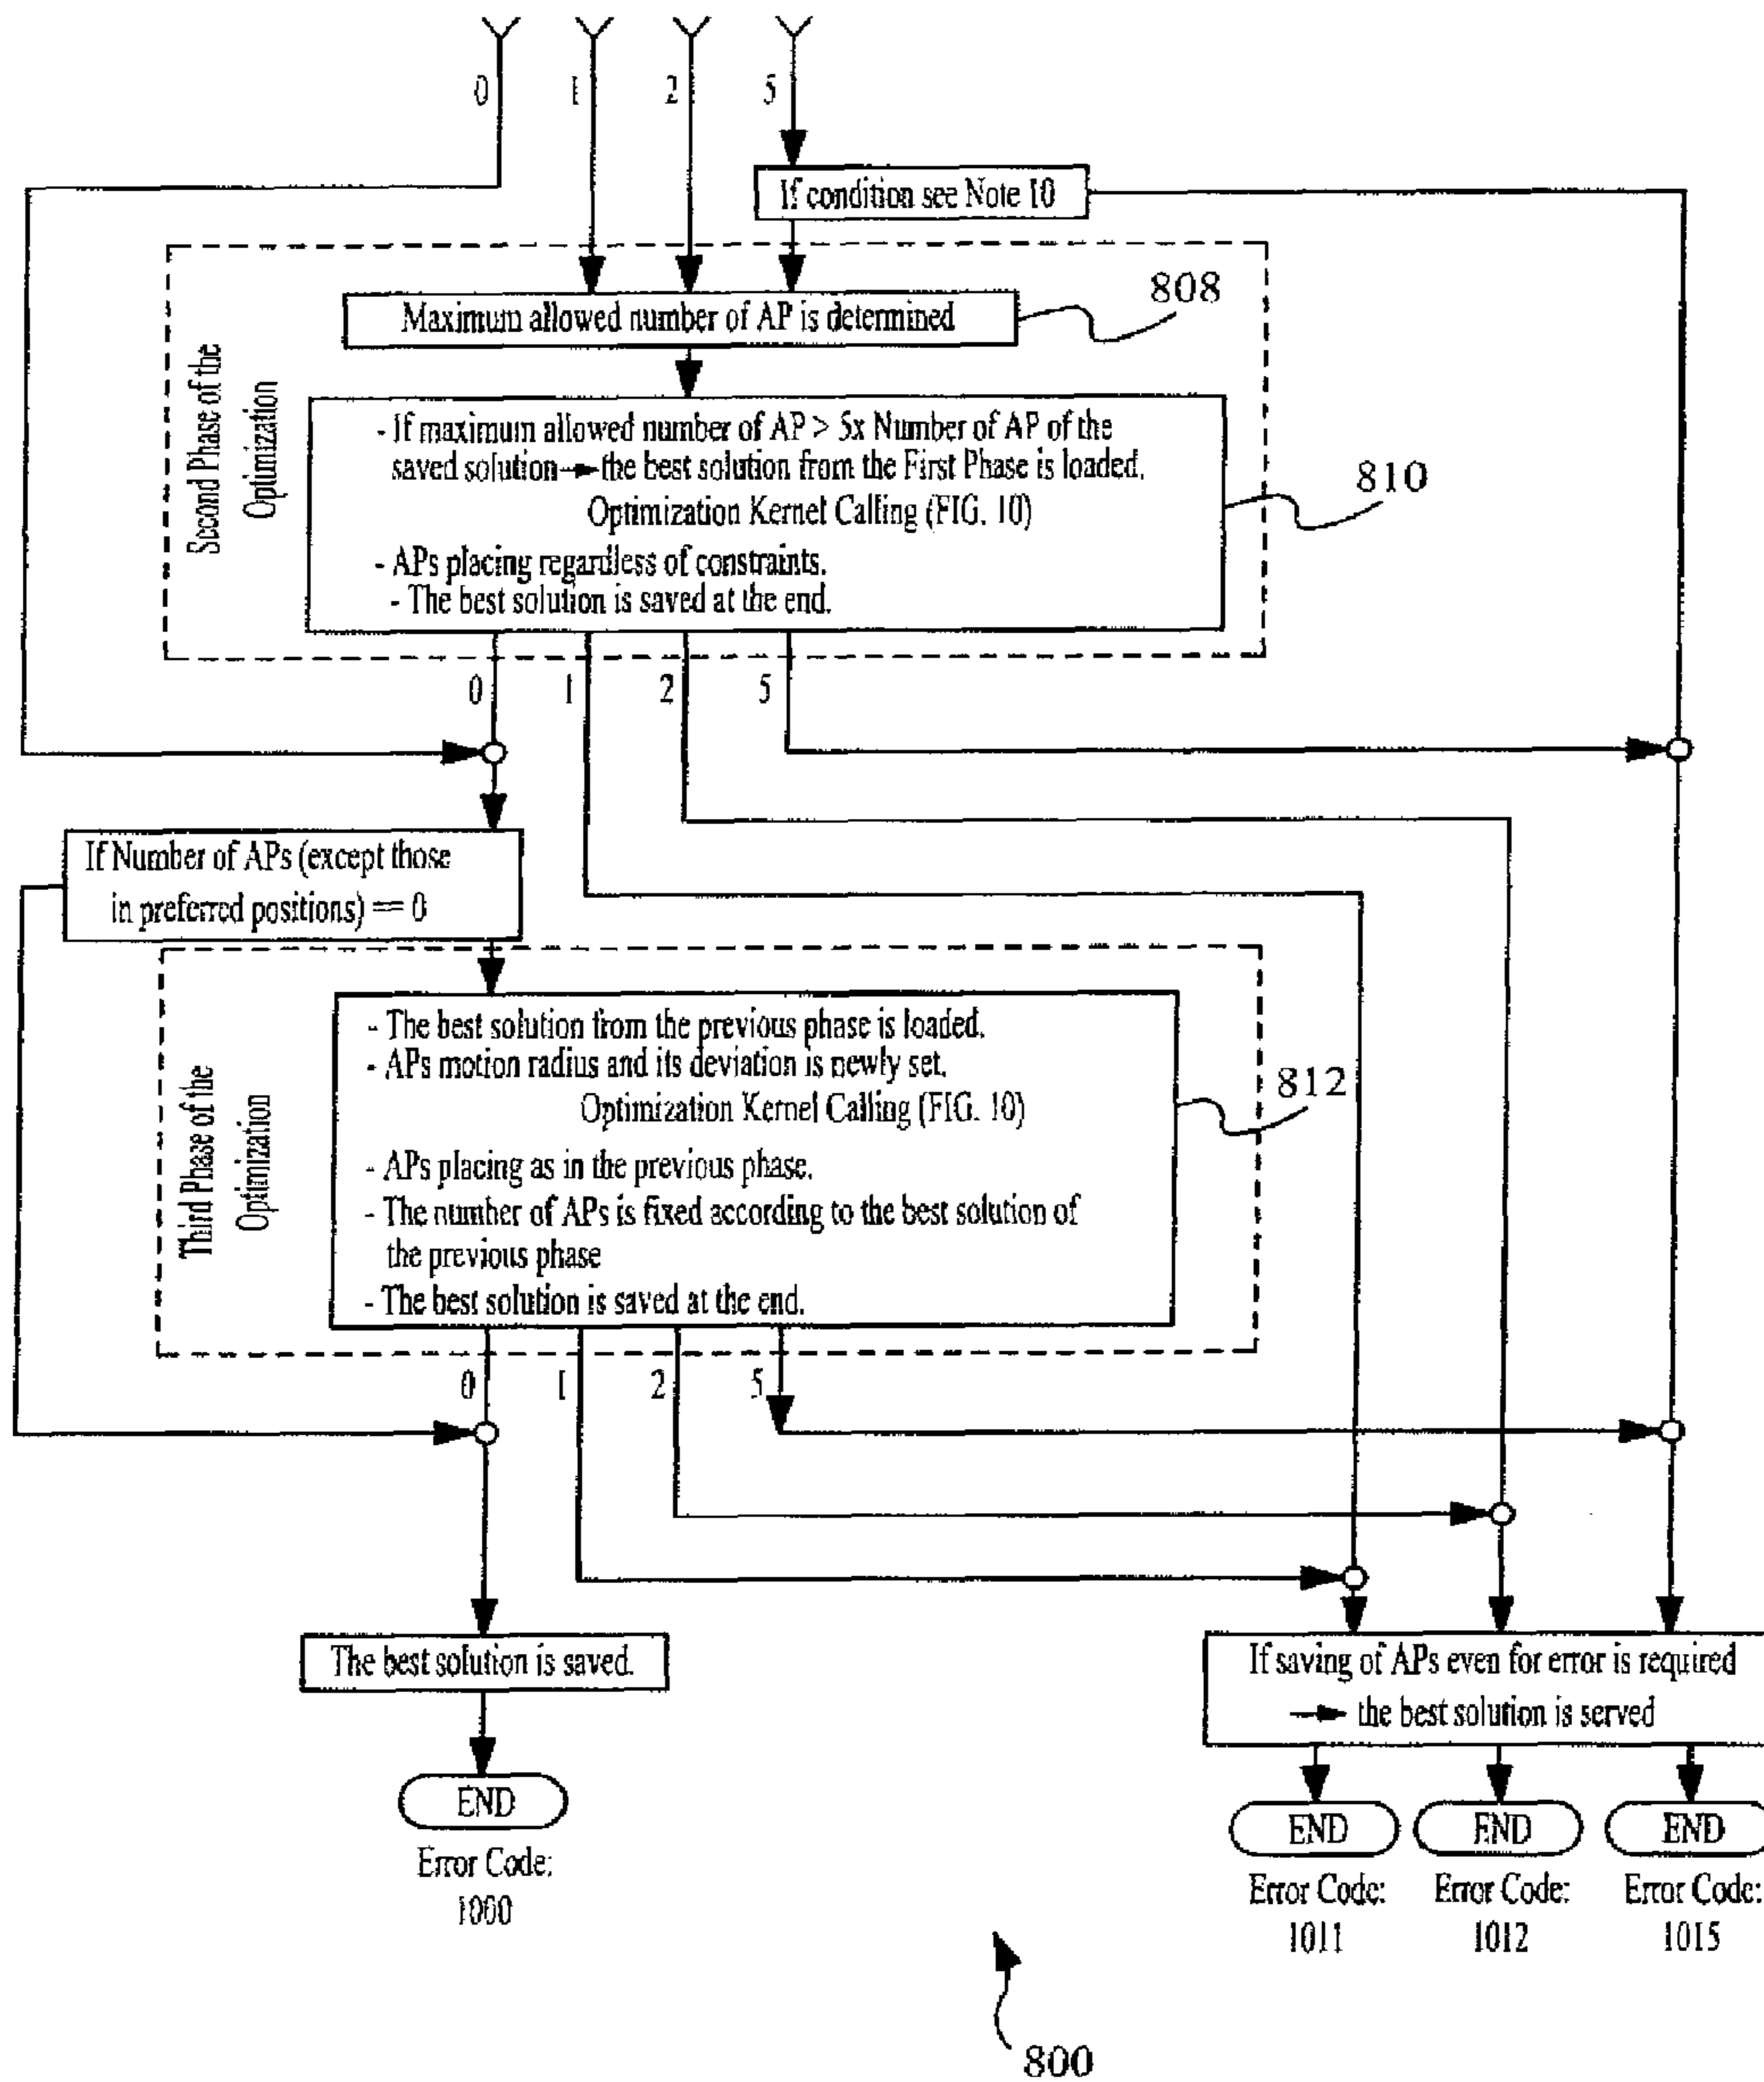 0 1 2 5
If condition see Note 10
808
Maximum allowed number of AP is determined
Second Phase of the
Optimization
- If maximum allowed number of AP > 5x Number of AP of the
saved solution → the best solution from the First Phase is loaded.
Optimization Kernel Calling (FIG. 10)
- APs placing regardless of constraints.
- The best solution is saved at the end.
810
0 1 2 5
If Number of APs (except those
in preferred positions) == 0
Third Phase of the
Optimization
- The best solution from the previous phase is loaded.
- APs motion radius and its deviation is newly set.
Optimization Kernel Calling (FIG. 10)
- APs placing as in the previous phase.
- The number of APs is fixed according to the best solution of
the previous phase
- The best solution is saved at the end.
812
0 1 2 5
The best solution is saved.
END
Error Code:
1000
If saving of APs even for error is required
→ the best solution is served
END END END
Error Code: Error Code: Error Code:
1011 1012 1015
800